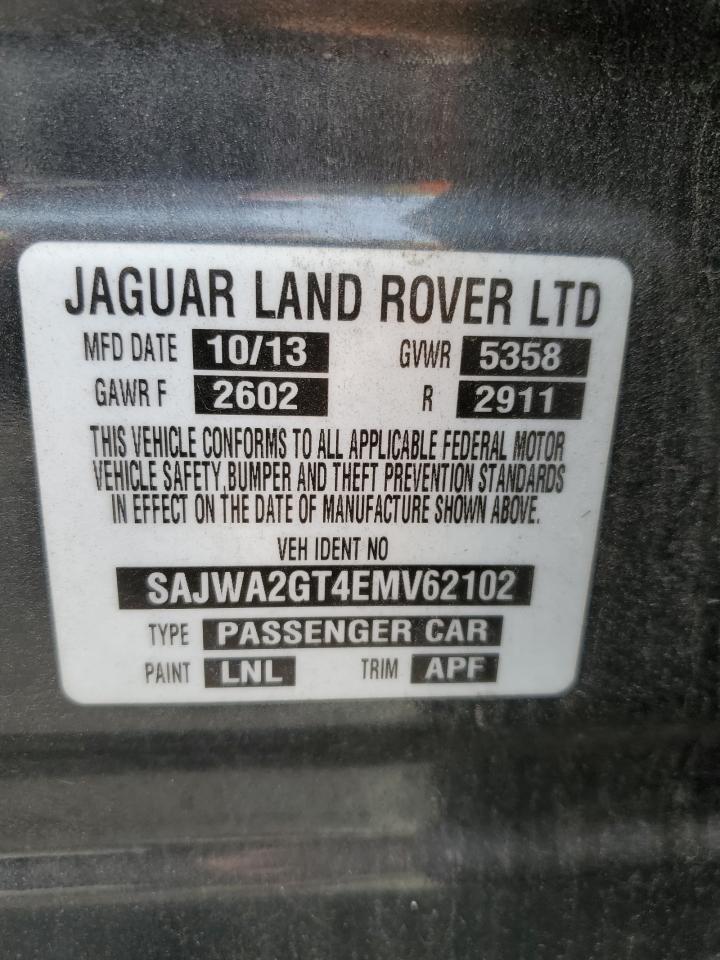 JAGUAR LAND ROVER LTD
MFD DATE 10/13 GVWR 5358
GAWR F 2602 R 2911
THIS VEHICLE CONFORMS TO ALL APPLICABLE FEDERAL MOTOR
VEHICLE SAFETY,BUMPER AND THEFT PREVENTION STANDARDS
IN EFFECT ON THE DATE OF MANUFACTURE SHOWN ABOVE.
VEH IDENT NO
SAJWA2GT4EMV62102
TYPE PASSENGER CAR
PAINT LNL TRIM APF